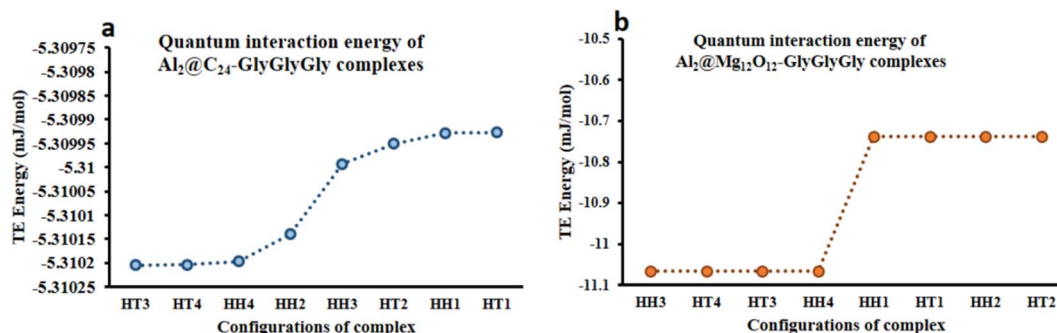 a
Quantum interaction energy of
Al₂@C₂₄-GlyGlyGly complexes
TE Energy (mJ/mol)
-5.30975
-5.3098
-5.30985
-5.3099
-5.30995
-5.31
-5.31005
-5.3101
-5.31015
-5.3102
-5.31025
HT3 HT4 HH4 HH2 HH3 HT2 HH1 HT1
Configurations of complex
b
Quantum interaction energy of
Al₂@Mg₁₂O₁₂-GlyGlyGly complexes
TE Energy (mJ/mol)
-10.5
-10.6
-10.7
-10.8
-10.9
-11
-11.1
HH3 HT4 HT3 HH4 HH1 HT1 HH2 HT2
Configurations of complex